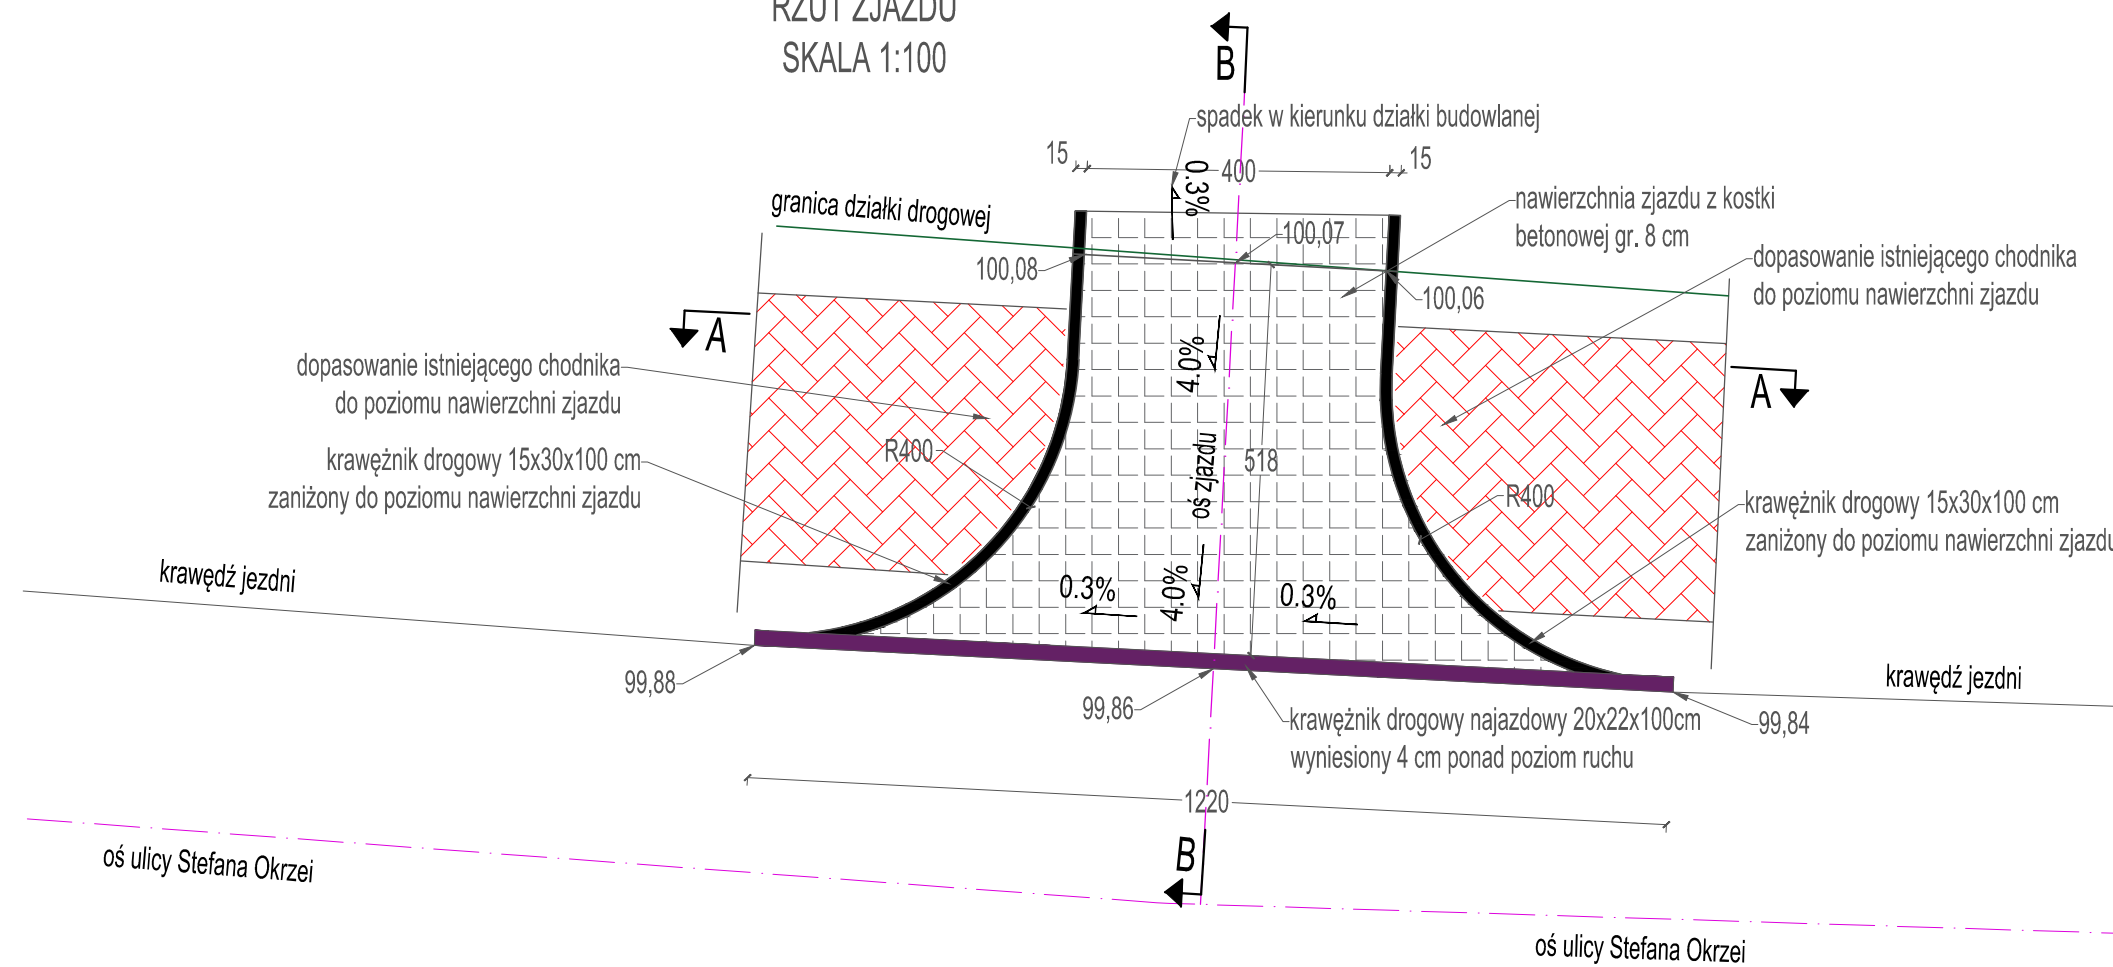 RZUT ZJAZDU
SKALA 1:100
B
spadek w kierunku działki budowlanej
15
400
15
0.3%
granica działki drogowej
nawierzchnia zjazdu z kostki
betonowej gr. 8 cm
100,07
100,08
100,06
dopasowanie istniejącego chodnika
do poziomu nawierzchni zjazdu
A
A
4.0%
dopasowanie istniejącego chodnika
do poziomu nawierzchni zjazdu
R400
518
oś zjazdu
R400
krawężnik drogowy 15x30x100 cm
zaniżony do poziomu nawierzchni zjazdu
krawężnik drogowy 15x30x100 cm
zaniżony do poziomu nawierzchni zjazdu
krawędź jezdni
0.3%
4.0%
0.3%
99,88
99,86
krawędź jezdni
krawężnik drogowy najazdowy 20x22x100cm
wyniesiony 4 cm ponad poziom ruchu
99,84
1220
B
oś ulicy Stefana Okrzei
oś ulicy Stefana Okrzei